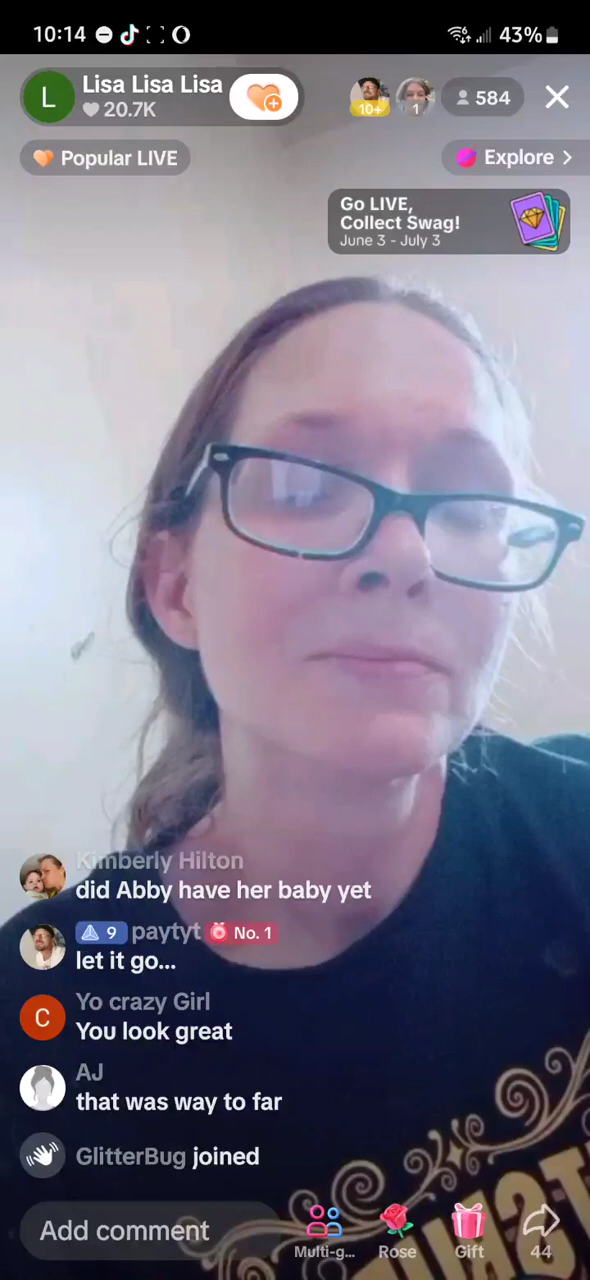 10:14
43%
L
Lisa Lisa Lisa
20.7K
10+
1
584
Popular LIVE
Explore
Go LIVE,
Collect Swag!
June 3 - July 3
Kimberly Hilton
did Abby have her baby yet
9 paytyt No. 1
let it go...
C
Yo crazy Girl
You look great
AJ
that was way to far
GlitterBug joined
Add comment
Multi-g...
Rose
Gift
44